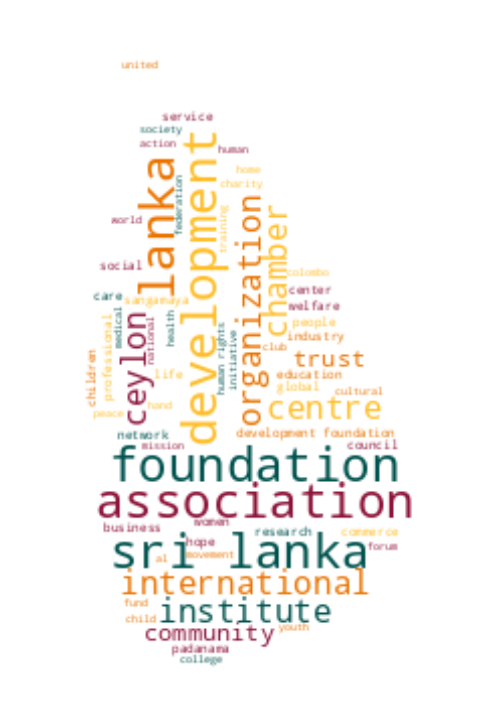 united
service
society
action
human
lanka
development
home
charity
federation
training
organization
chamber
world
social
colombo
care
sangamaya
center
welfare
ceylon
medical
professional
national
health
human rights
initiative
people
industry
club
trust
children
life
education
global
cultural
peace
hand
centre
network
mission
development foundation
council
foundation
association
business
women
research
commerce
sri lanka
hope
forum
al
movement
international
fund
institute
child
community
youth
padanama
college